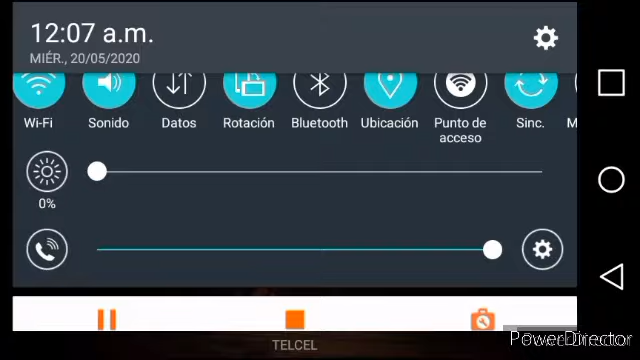 12:07 a.m.
MIÉR., 20/05/2020
Wi-Fi
Sonido
Datos
Rotación
Bluetooth
Ubicación
Punto de
acceso
Sinc.
M
0%
PowerDirector
TELCEL